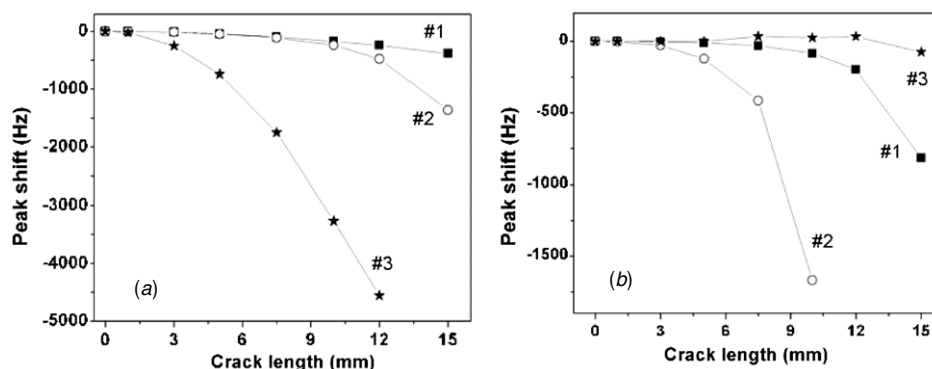 0
-1000
-2000
-3000
-4000
-5000
Peak shift (Hz)
#1
#2
#3
(a)
0 3 6 9 12 15
Crack length (mm)
0
-500
-1000
-1500
Peak shift (Hz)
#3
#1
#2
(b)
0 3 6 9 12 15
Crack length (mm)